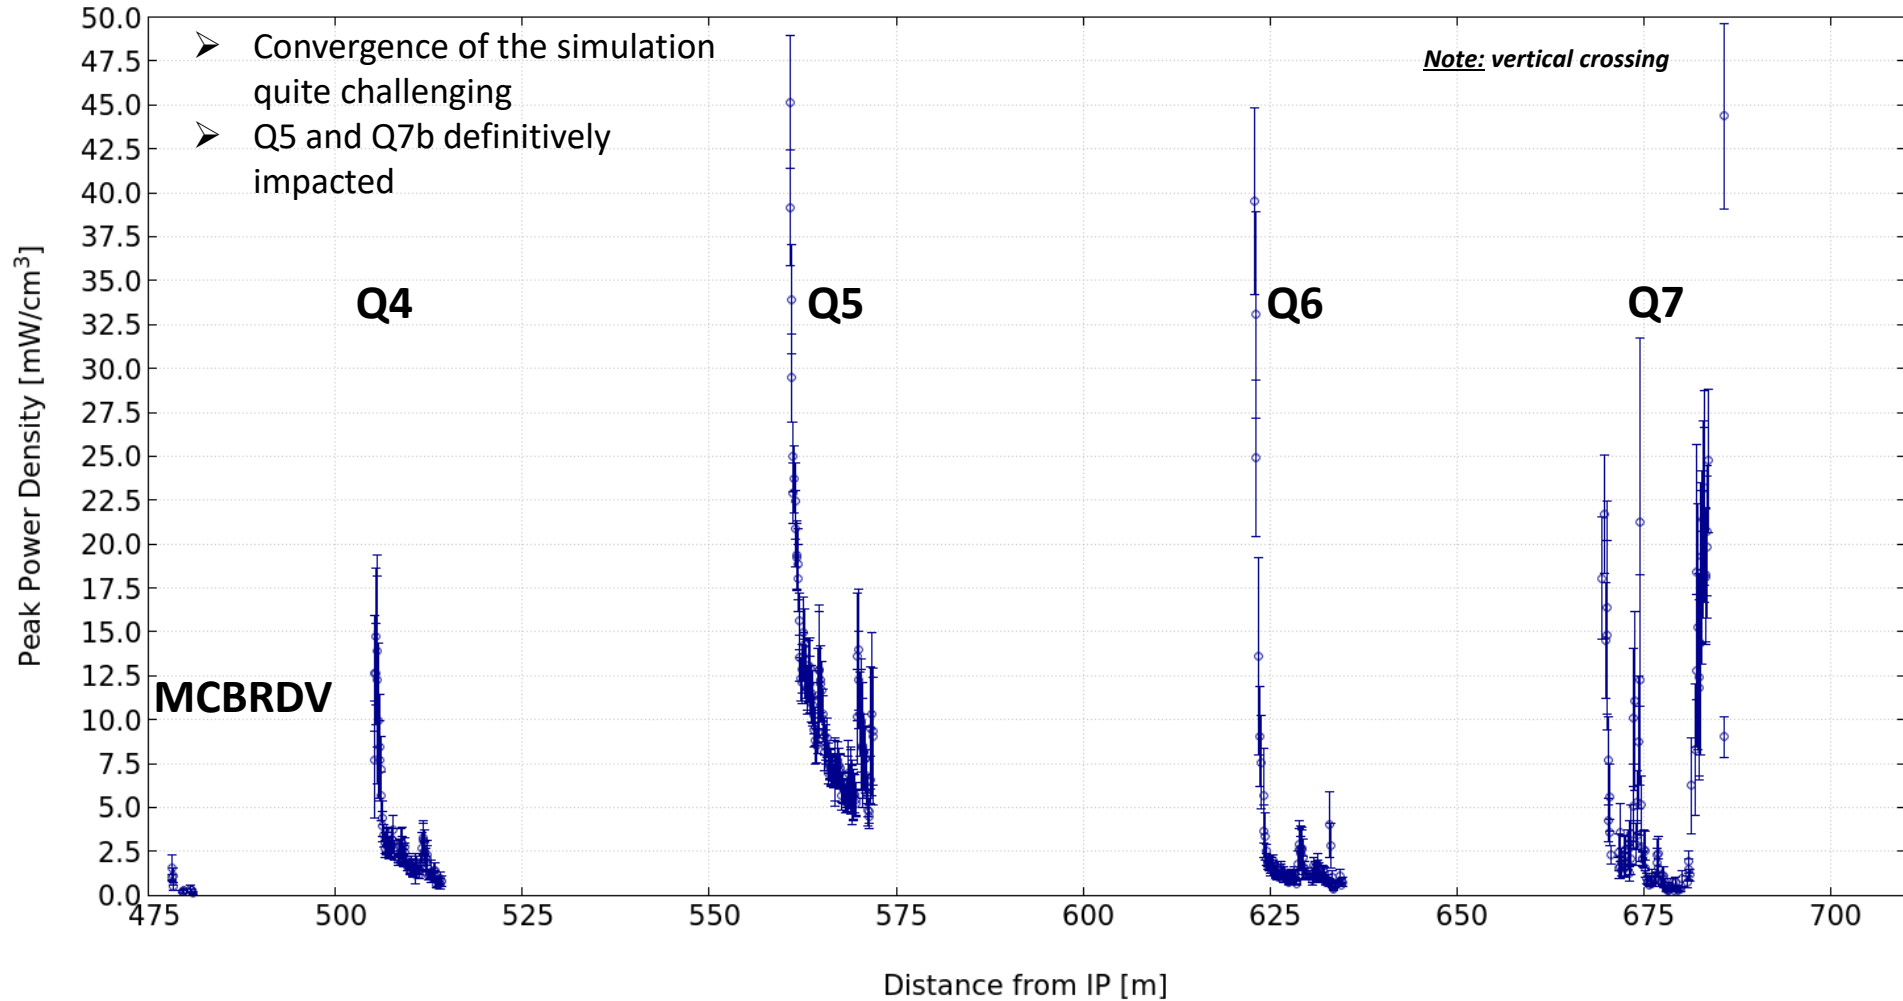 ➢ Convergence of the simulation
quite challenging
➢ Q5 and Q7b definitively
impacted
Note: vertical crossing
Q4
Q5
Q6
Q7
MCBRDV
Peak Power Density [mW/cm³]
50.0
47.5
45.0
42.5
40.0
37.5
35.0
32.5
30.0
27.5
25.0
22.5
20.0
17.5
15.0
12.5
10.0
7.5
5.0
2.5
0.0
475 500 525 550 575 600 625 650 675 700
Distance from IP [m]